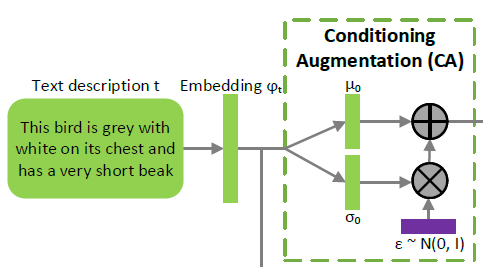 Conditioning
Augmentation (CA)
Text description t
Embedding φt
μ0
This bird is grey with
white on its chest and
has a very short beak
σ0
ε ~ N(0, I)